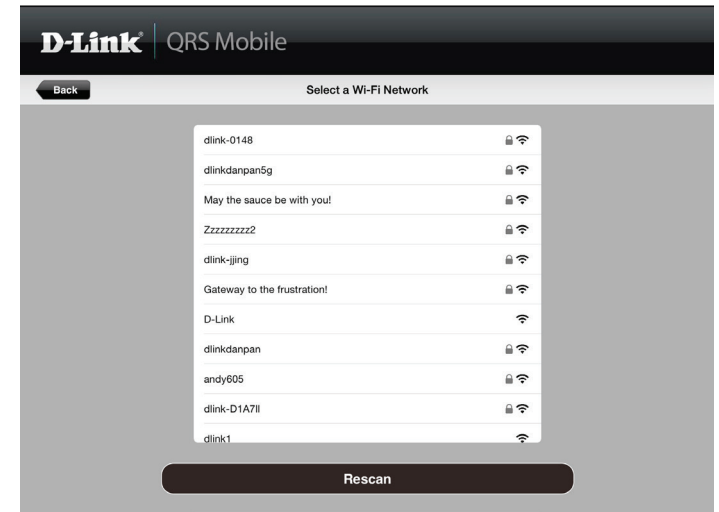 D-Link QRS Mobile
Back Select a Wi-Fi Network
dlink-0148
dlinkdanpan5g
May the sauce be with you!
Zzzzzzzzz2
dlink-jjing
Gateway to the frustration!
D-Link
dlinkdanpan
andy605
dlink-D1A7ll
dlink1
Rescan